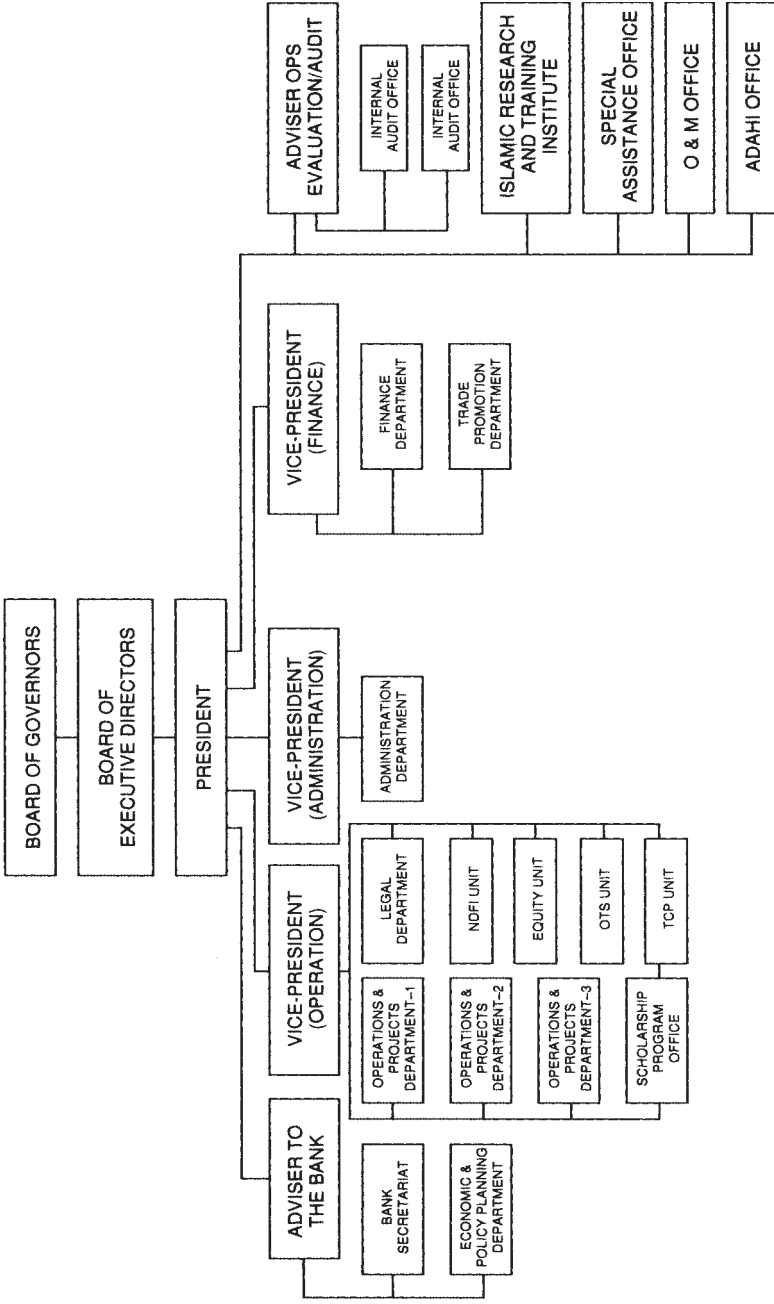 BOARD OF GOVERNORS
BOARD OF
EXECUTIVE DIRECTORS
PRESIDENT
ADVISER TO
THE BANK
BANK
SECRETARIAT
ECONOMIC &
POLICY PLANNING
DEPARTMENT
VICE-PRESIDENT
(OPERATION)
OPERATIONS &
PROJECTS
DEPARTMENT-1
OPERATIONS &
PROJECTS
DEPARTMENT-2
OPERATIONS &
PROJECTS
DEPARTMENT-3
SCHOLARSHIP
PROGRAM
OFFICE
LEGAL
DEPARTMENT
NDFI UNIT
EQUITY UNIT
OTS UNIT
TCP UNIT
VICE-PRESIDENT
(ADMINISTRATION)
ADMINISTRATION
DEPARTMENT
VICE-PRESIDENT
(FINANCE)
FINANCE
DEPARTMENT
TRADE
PROMOTION
DEPARTMENT
ADVISER OPS
EVALUATION/AUDIT
INTERNAL
AUDIT OFFICE
INTERNAL
AUDIT OFFICE
ISLAMIC RESEARCH
AND TRAINING
INSTITUTE
SPECIAL
ASSISTANCE OFFICE
O & M OFFICE
ADAHI OFFICE